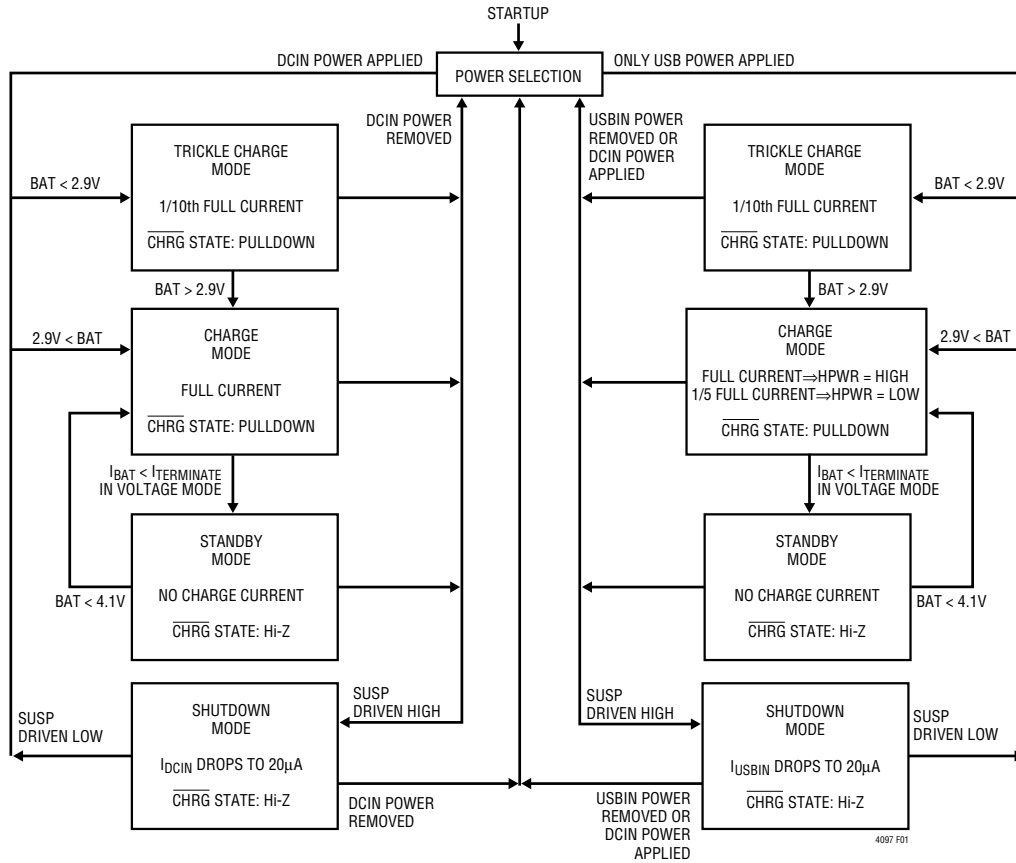 STARTUP
DCIN POWER APPLIED
POWER SELECTION
ONLY USB POWER APPLIED
DCIN POWER
REMOVED
USBIN POWER
REMOVED OR
DCIN POWER
APPLIED
TRICKLE CHARGE
MODE
1/10th FULL CURRENT
CHRG STATE: PULLDOWN
BAT < 2.9V
BAT > 2.9V
CHARGE
MODE
FULL CURRENT
CHRG STATE: PULLDOWN
2.9V < BAT
IBAT < ITERMINATE
IN VOLTAGE MODE
STANDBY
MODE
NO CHARGE CURRENT
CHRG STATE: Hi-Z
BAT < 4.1V
SUSP
DRIVEN HIGH
SHUTDOWN
MODE
IDCIN DROPS TO 20µA
CHRG STATE: Hi-Z
SUSP
DRIVEN LOW
DCIN POWER
REMOVED
TRICKLE CHARGE
MODE
1/10th FULL CURRENT
CHRG STATE: PULLDOWN
BAT < 2.9V
BAT > 2.9V
CHARGE
MODE
FULL CURRENT⇒HPWR = HIGH
1/5 FULL CURRENT⇒HPWR = LOW
CHRG STATE: PULLDOWN
2.9V < BAT
IBAT < ITERMINATE
IN VOLTAGE MODE
STANDBY
MODE
NO CHARGE CURRENT
CHRG STATE: Hi-Z
BAT < 4.1V
SUSP
DRIVEN HIGH
SHUTDOWN
MODE
IUSBIN DROPS TO 20µA
CHRG STATE: Hi-Z
SUSP
DRIVEN LOW
USBIN POWER
REMOVED OR
DCIN POWER
APPLIED
4097 F01